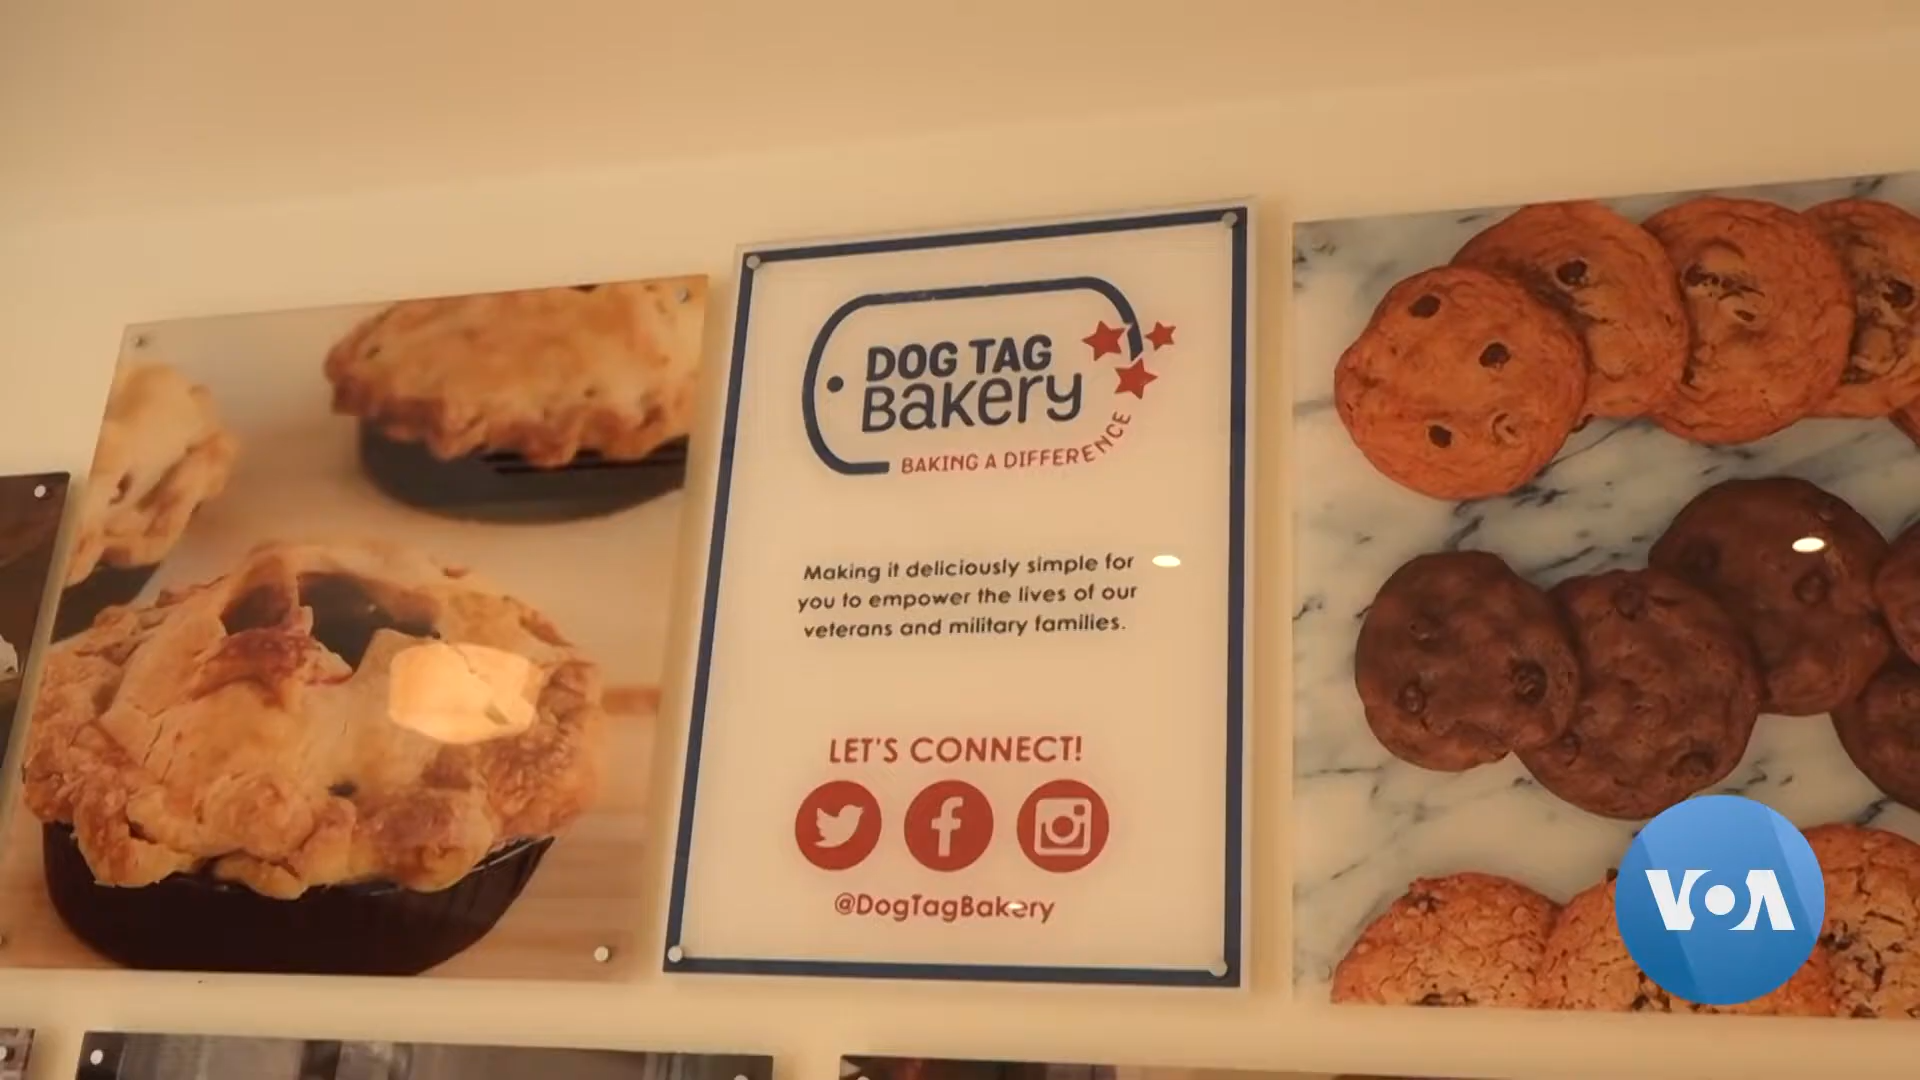 DOG TAG
BAKERY
BAKING A DIFFERENCE
Making it deliciously simple for
you to empower the lives of our
veterans and military families.
LET'S CONNECT!
@DogTagBakery
VOA